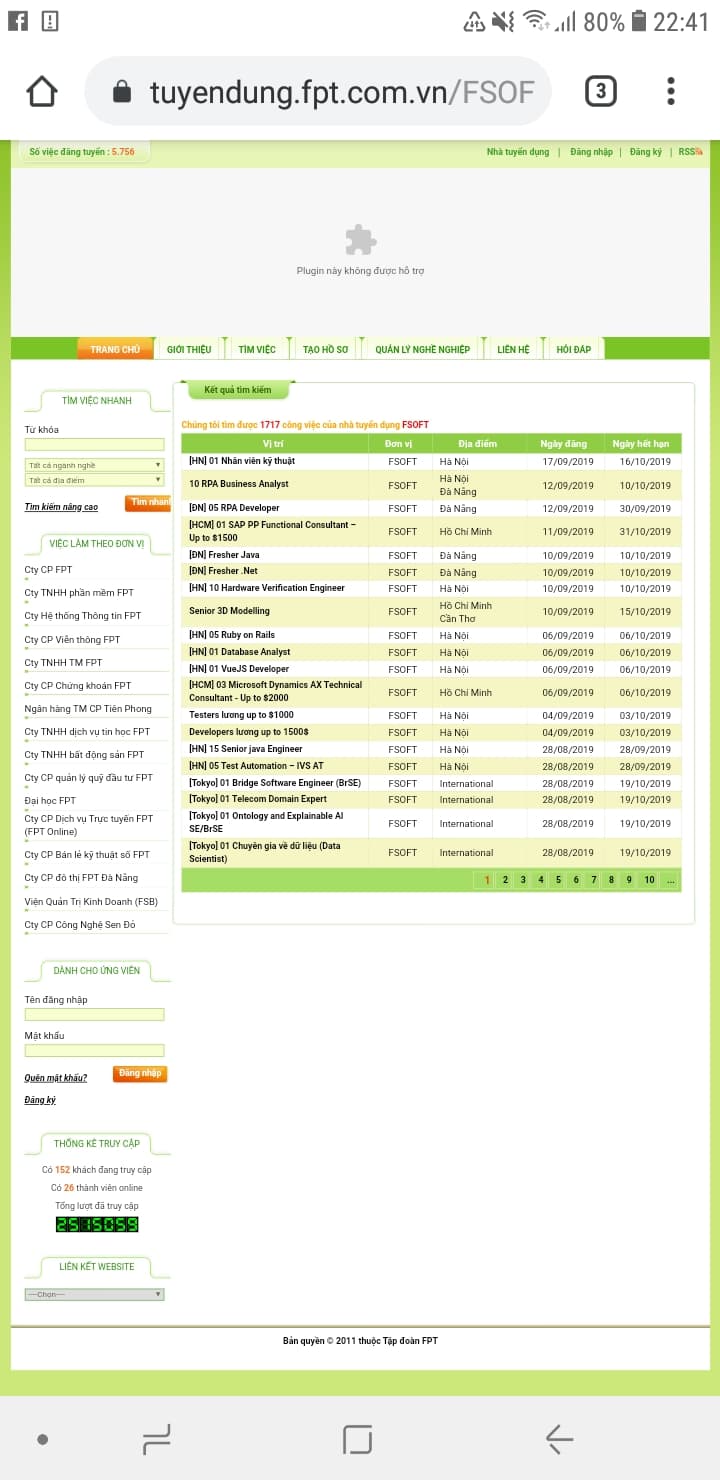 80% 22:41
tuyendung.fpt.com.vn/FSOF
3
Số việc đăng tuyển : 5.756
Nhà tuyển dụng | Đăng nhập | Đăng ký | RSS
Plugin này không được hỗ trợ
TRANG CHỦ GIỚI THIỆU TÌM VIỆC TẠO HỒ SƠ QUẢN LÝ NGHỀ NGHIỆP LIÊN HỆ HỎI ĐÁP
TÌM VIỆC NHANH
Từ khóa
Tất cả ngành nghề
Tất cả địa điểm
Tìm kiếm nâng cao
Tìm nhan
VIỆC LÀM THEO ĐƠN VỊ
Cty CP FPT
Cty TNHH phần mềm FPT
Cty Hệ thống Thông tin FPT
Cty CP Viễn thông FPT
Cty TNHH TM FPT
Cty CP Chứng khoán FPT
Ngân hàng TM CP Tiên Phong
Cty TNHH dịch vụ tin học FPT
Cty TNHH bất động sản FPT
Cty CP quản lý quỹ đầu tư FPT
Đại học FPT
Cty CP Dịch vụ Trực tuyến FPT
(FPT Online)
Cty CP Bán lẻ kỹ thuật số FPT
Cty CP đô thị FPT Đà Nẵng
Viện Quản Trị Kinh Doanh (FSB)
Cty CP Công Nghệ Sen Đỏ
DÀNH CHO ỨNG VIÊN
Tên đăng nhập
Mật khẩu
Quên mật khẩu?
Đăng nhập
Đăng ký
THỐNG KÊ TRUY CẬP
Có 152 khách đang truy cập
Có 26 thành viên online
Tổng lượt đã truy cập
2515059
LIÊN KẾT WEBSITE
---Chọn---
Kết quả tìm kiếm
Chúng tôi tìm được 1717 công việc của nhà tuyển dụng FSOFT
Vị trí Đơn vị Địa điểm Ngày đăng Ngày hết hạn
[HN] 01 Nhân viên kỹ thuật FSOFT Hà Nội 17/09/2019 16/10/2019
10 RPA Business Analyst FSOFT Hà Nội 12/09/2019 10/10/2019
Đà Nẵng
[ĐN] 05 RPA Developer FSOFT Đà Nẵng 12/09/2019 30/09/2019
[HCM] 01 SAP PP Functional Consultant –
Up to $1500 FSOFT Hồ Chí Minh 11/09/2019 31/10/2019
[ĐN] Fresher Java FSOFT Đà Nẵng 10/09/2019 10/10/2019
[ĐN] Fresher .Net FSOFT Đà Nẵng 10/09/2019 10/10/2019
[HN] 10 Hardware Verification Engineer FSOFT Hà Nội 10/09/2019 10/10/2019
Senior 3D Modelling FSOFT Hồ Chí Minh 10/09/2019 15/10/2019
Cần Thơ
[HN] 05 Ruby on Rails FSOFT Hà Nội 06/09/2019 06/10/2019
[HN] 01 Database Analyst FSOFT Hà Nội 06/09/2019 06/10/2019
[HN] 01 VueJS Developer FSOFT Hà Nội 06/09/2019 06/10/2019
[HCM] 03 Microsoft Dynamics AX Technical
Consultant - Up to $2000 FSOFT Hồ Chí Minh 06/09/2019 06/10/2019
Testers lương up to $1000 FSOFT Hà Nội 04/09/2019 03/10/2019
Developers lương up to 1500$ FSOFT Hà Nội 04/09/2019 03/10/2019
[HN] 15 Senior java Engineer FSOFT Hà Nội 28/08/2019 28/09/2019
[HN] 05 Test Automation – IVS AT FSOFT Hà Nội 28/08/2019 28/09/2019
[Tokyo] 01 Bridge Software Engineer (BrSE) FSOFT International 28/08/2019 19/10/2019
[Tokyo] 01 Telecom Domain Expert FSOFT International 28/08/2019 19/10/2019
[Tokyo] 01 Ontology and Explainable AI
SE/BrSE FSOFT International 28/08/2019 19/10/2019
[Tokyo] 01 Chuyên gia về dữ liệu (Data
Scientist) FSOFT International 28/08/2019 19/10/2019
1 2 3 4 5 6 7 8 9 10 ...
Bản quyền © 2011 thuộc Tập đoàn FPT